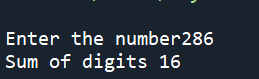 Enter the number286
Sum of digits 16